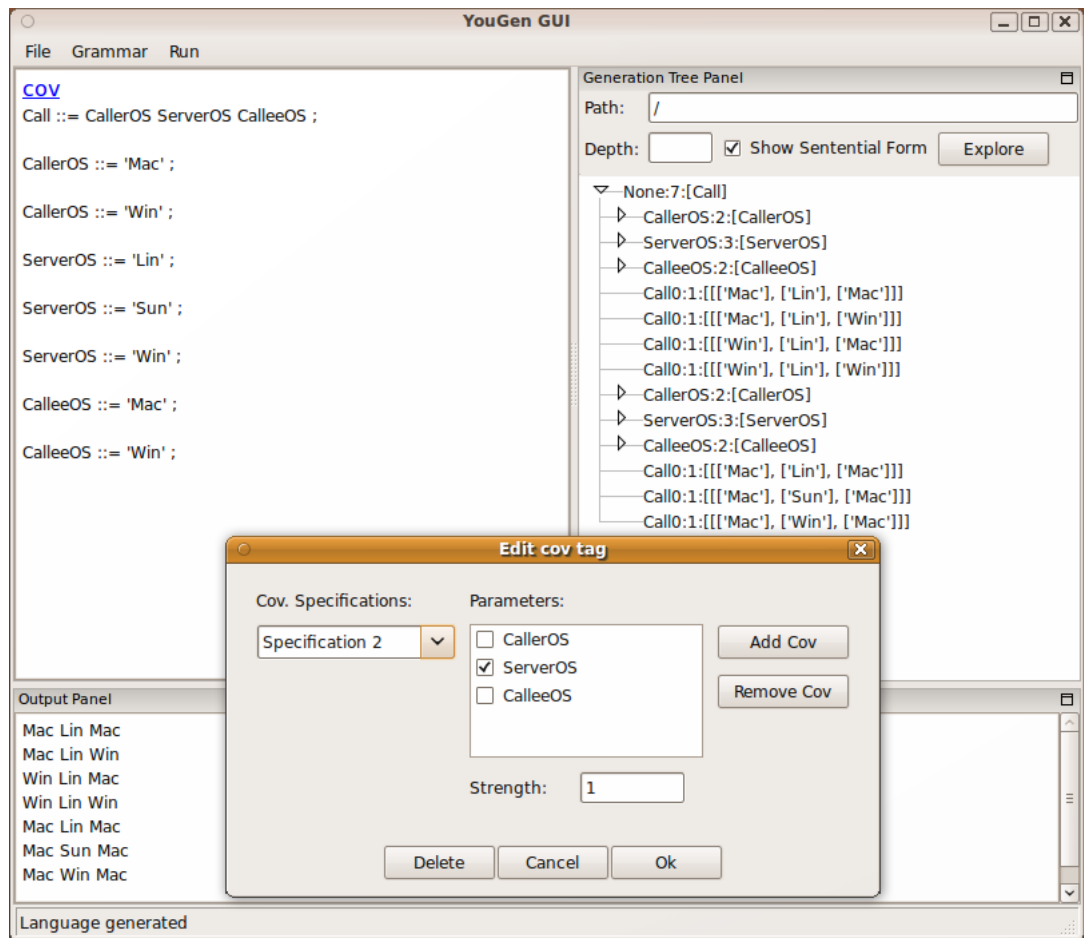 YouGen GUI
File Grammar Run
cov
Call ::= CallerOS ServerOS CalleeOS ;
CallerOS ::= 'Mac' ;
CallerOS ::= 'Win' ;
ServerOS ::= 'Lin' ;
ServerOS ::= 'Sun' ;
ServerOS ::= 'Win' ;
CalleeOS ::= 'Mac' ;
CalleeOS ::= 'Win' ;
Generation Tree Panel
Path: /
Depth: Show Sentential Form Explore
None:7:[Call]
CallerOS:2:[CallerOS]
ServerOS:3:[ServerOS]
CalleeOS:2:[CalleeOS]
Call0:1:[[['Mac'], ['Lin'], ['Mac']]]
Call0:1:[[['Mac'], ['Lin'], ['Win']]]
Call0:1:[[['Win'], ['Lin'], ['Mac']]]
Call0:1:[[['Win'], ['Lin'], ['Win']]]
CallerOS:2:[CallerOS]
ServerOS:3:[ServerOS]
CalleeOS:2:[CalleeOS]
Call0:1:[[['Mac'], ['Lin'], ['Mac']]]
Call0:1:[[['Mac'], ['Sun'], ['Mac']]]
Call0:1:[[['Mac'], ['Win'], ['Mac']]]
Edit cov tag
Cov. Specifications: Parameters:
Specification 2
CallerOS
ServerOS
CalleeOS
Add Cov
Remove Cov
Strength: 1
Delete Cancel Ok
Output Panel
Mac Lin Mac
Mac Lin Win
Win Lin Mac
Win Lin Win
Mac Lin Mac
Mac Sun Mac
Mac Win Mac
Language generated